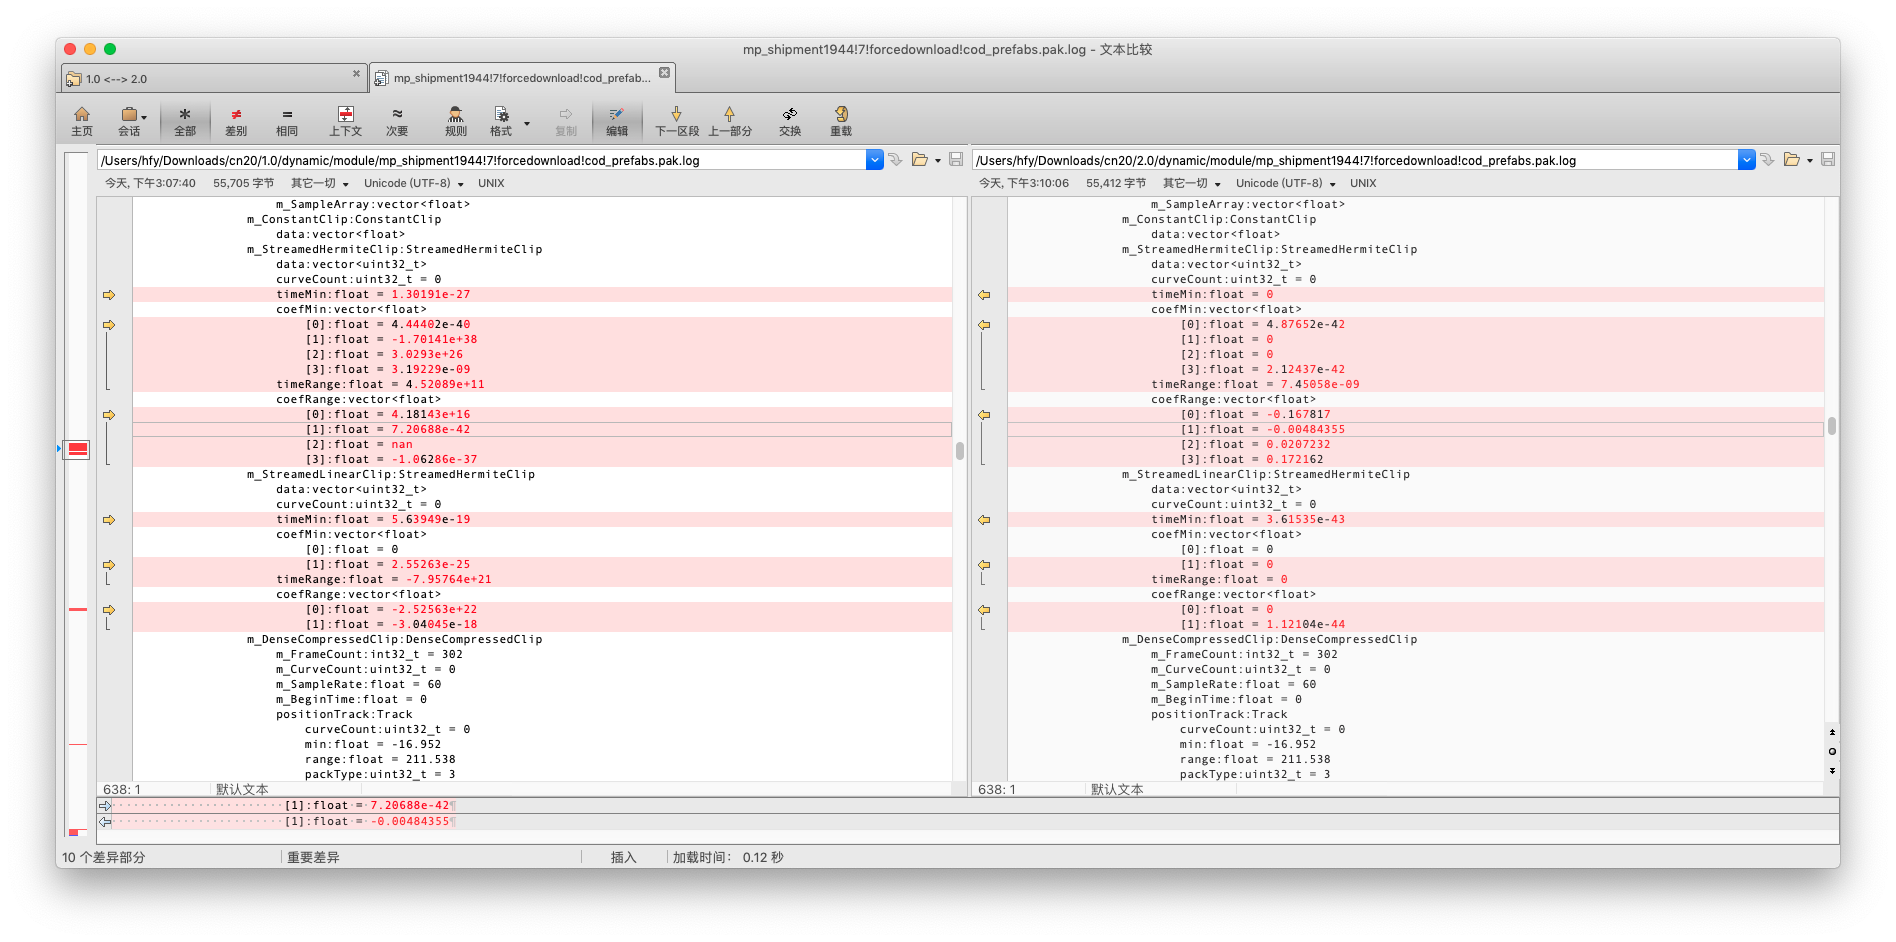 mp_shipment1944!7!forcedownload!cod_prefabs.pak.log - 文本比较
1.0 <--> 2.0
mp_shipment1944!7!forcedownload!cod_prefab...
主页 会话 全部 差别 相同 上下文 次要 规则 格式 复制 编辑 下一区段 上一部分 交换 重载
/Users/hfy/Downloads/cn20/1.0/dynamic/module/mp_shipment1944!7!forcedownload!cod_prefabs.pak.log
今天, 下午3:07:40 55,705 字节 其它一切 Unicode (UTF-8) UNIX
m_SampleArray:vector<float>
m_ConstantClip:ConstantClip
data:vector<float>
m_StreamedHermiteClip:StreamedHermiteClip
data:vector<uint32_t>
curveCount:uint32_t = 0
timeMin:float = 1.30191e-27
coefMin:vector<float>
[0]:float = 4.44402e-40
[1]:float = -1.70141e+38
[2]:float = 3.0293e+26
[3]:float = 3.19229e-09
timeRange:float = 4.52089e+11
coefRange:vector<float>
[0]:float = 4.18143e+16
[1]:float = 7.20688e-42
[2]:float = nan
[3]:float = -1.06286e-37
m_StreamedLinearClip:StreamedHermiteClip
data:vector<uint32_t>
curveCount:uint32_t = 0
timeMin:float = 5.63949e-19
coefMin:vector<float>
[0]:float = 0
[1]:float = 2.55263e-25
timeRange:float = -7.95764e+21
coefRange:vector<float>
[0]:float = -2.52563e+22
[1]:float = -3.04045e-18
m_DenseCompressedClip:DenseCompressedClip
m_FrameCount:int32_t = 302
m_CurveCount:uint32_t = 0
m_SampleRate:float = 60
m_BeginTime:float = 0
positionTrack:Track
curveCount:uint32_t = 0
min:float = -16.952
range:float = 211.538
packType:uint32_t = 3
638: 1 默认文本
/Users/hfy/Downloads/cn20/2.0/dynamic/module/mp_shipment1944!7!forcedownload!cod_prefabs.pak.log
今天, 下午3:10:06 55,412 字节 其它一切 Unicode (UTF-8) UNIX
m_SampleArray:vector<float>
m_ConstantClip:ConstantClip
data:vector<float>
m_StreamedHermiteClip:StreamedHermiteClip
data:vector<uint32_t>
curveCount:uint32_t = 0
timeMin:float = 0
coefMin:vector<float>
[0]:float = 4.87652e-42
[1]:float = 0
[2]:float = 0
[3]:float = 2.12437e-42
timeRange:float = 7.45058e-09
coefRange:vector<float>
[0]:float = -0.167817
[1]:float = -0.00484355
[2]:float = 0.0207232
[3]:float = 0.172162
m_StreamedLinearClip:StreamedHermiteClip
data:vector<uint32_t>
curveCount:uint32_t = 0
timeMin:float = 3.61535e-43
coefMin:vector<float>
[0]:float = 0
[1]:float = 0
timeRange:float = 0
coefRange:vector<float>
[0]:float = 0
[1]:float = 1.12104e-44
m_DenseCompressedClip:DenseCompressedClip
m_FrameCount:int32_t = 302
m_CurveCount:uint32_t = 0
m_SampleRate:float = 60
m_BeginTime:float = 0
positionTrack:Track
curveCount:uint32_t = 0
min:float = -16.952
range:float = 211.538
packType:uint32_t = 3
638: 1 默认文本
[1]:float = 7.20688e-42¶
[1]:float = -0.00484355¶
10 个差异部分 重要差异 插入 加载时间: 0.12 秒